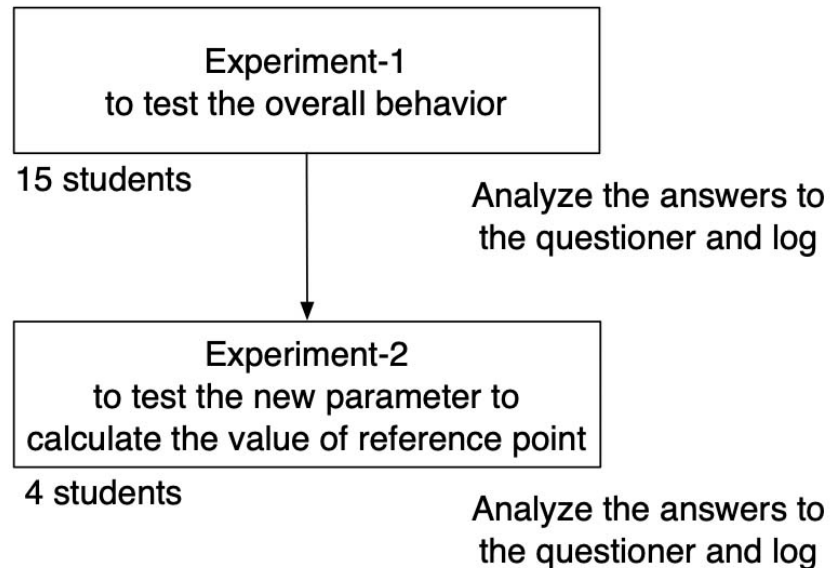 Experiment-1
to test the overall behavior
15 students
Analyze the answers to
the questioner and log
Experiment-2
to test the new parameter to
calculate the value of reference point
4 students
Analyze the answers to
the questioner and log